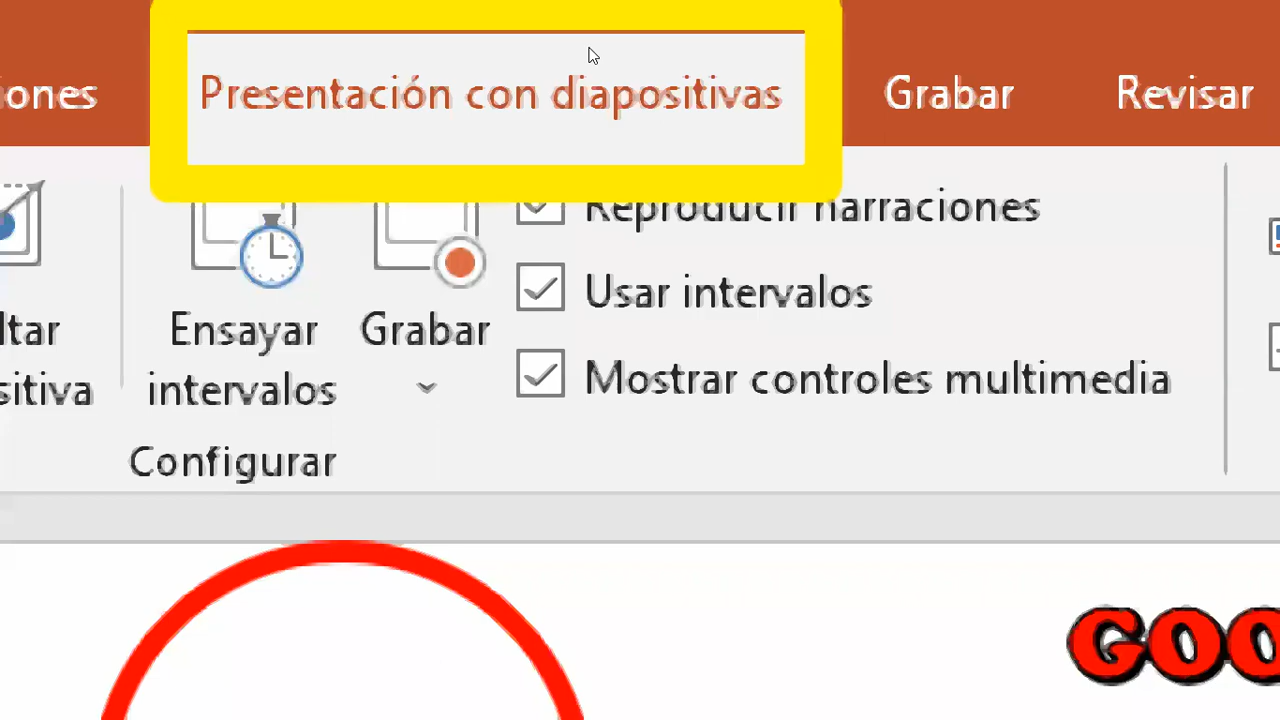 iones Presentación con diapositivas Grabar Revisar
Reproducir narraciones
Usar intervalos
ltar Ensayar Grabar
sitiva intervalos Mostrar controles multimedia
Configurar
GOO